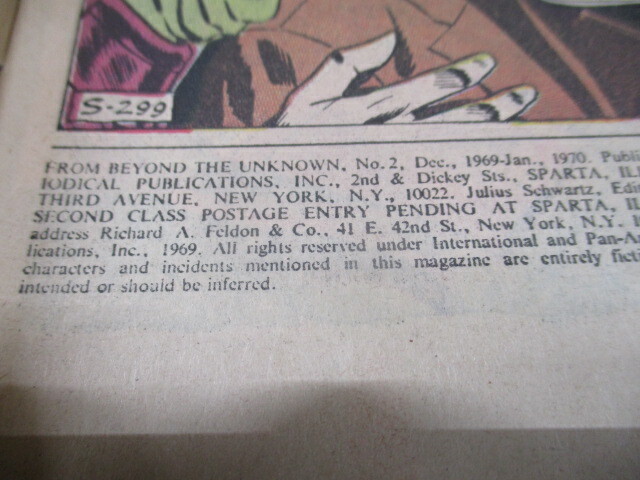 S-299
FROM BEYOND THE UNKNOWN, No. 2, Dec., 1969-Jan., 1970. Publi
IODICAL PUBLICATIONS, INC., 2nd & Dickey Sts., SPARTA, IL
THIRD AVENUE, NEW YORK, N.Y., 10022. Julius Schwartz, Edi
SECOND CLASS POSTAGE ENTRY PENDING AT SPARTA, IL
address Richard A. Feldon & Co., 41 E. 42nd St., New York, N.Y.
lications, Inc., 1969. All rights reserved under International and Pan-A
characters and incidents mentioned in this magazine are entirely ficti
intended or should be inferred.